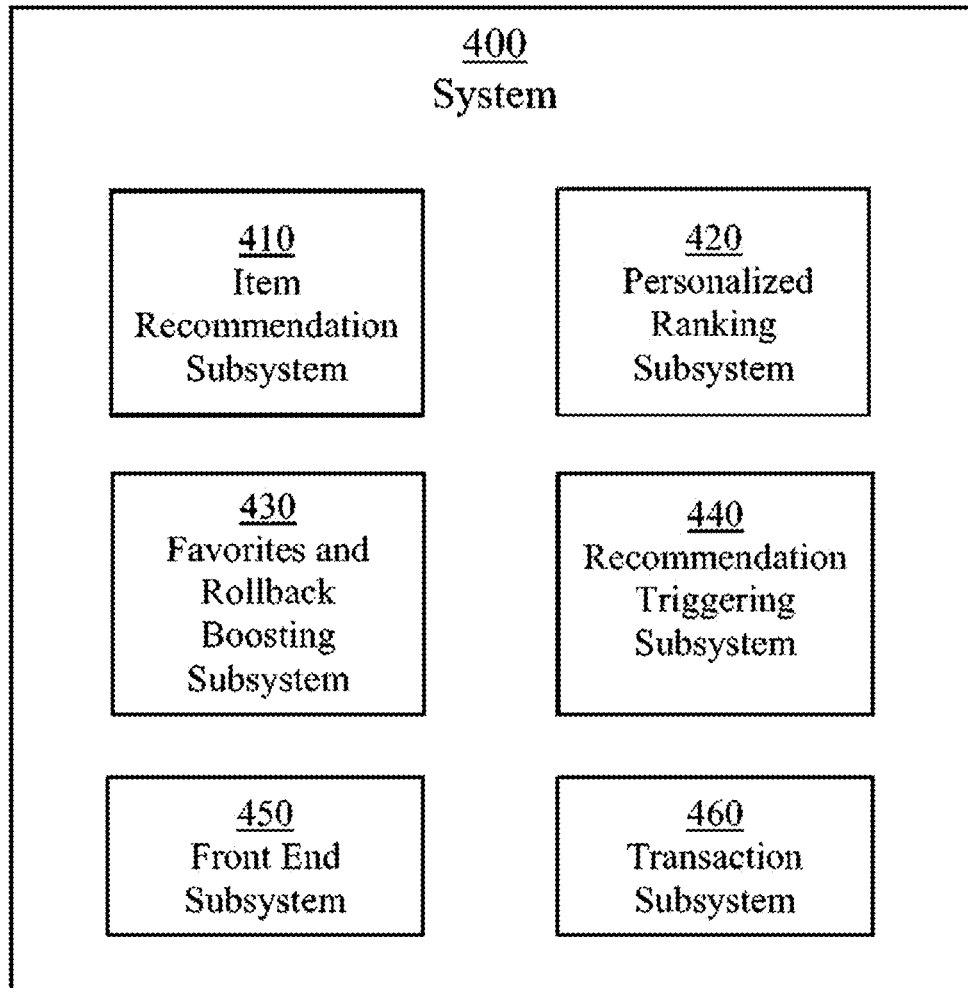 400
System
410
Item
Recommendation
Subsystem
420
Personalized
Ranking
Subsystem
430
Favorites and
Rollback
Boosting
Subsystem
440
Recommendation
Triggering
Subsystem
450
Front End
Subsystem
460
Transaction
Subsystem